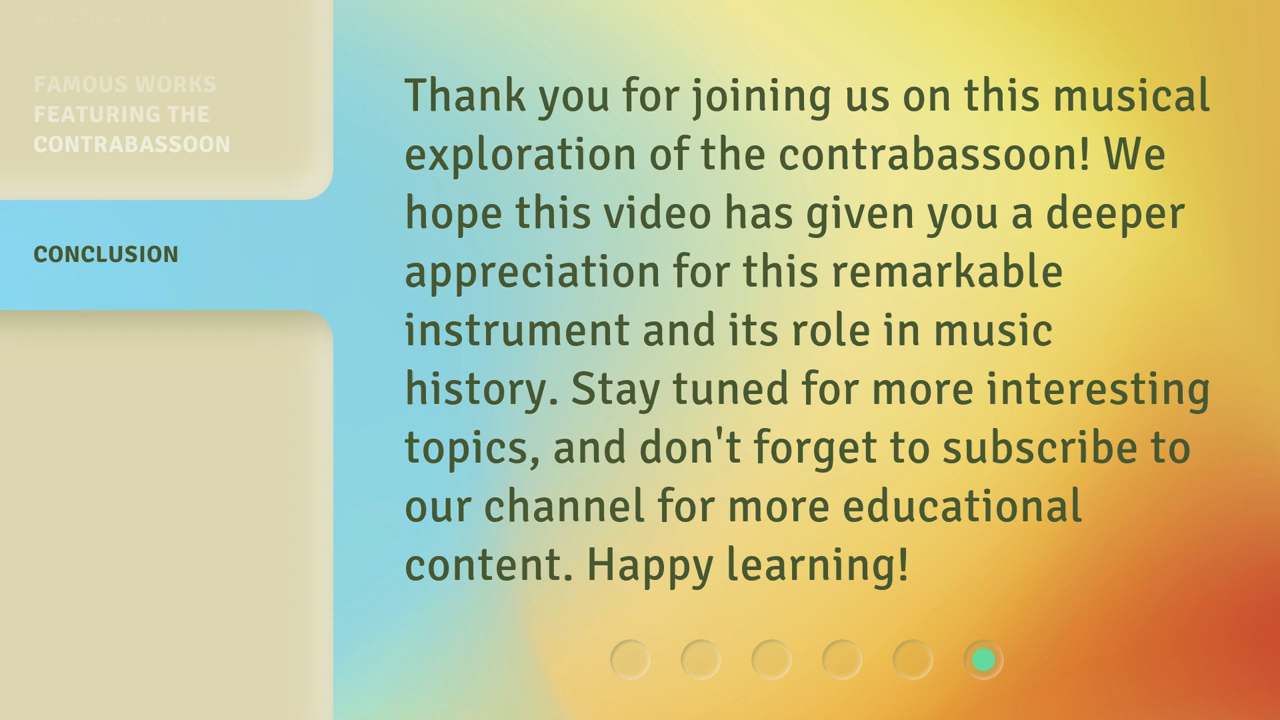 FAMOUS WORKS
FEATURING THE
CONTRABASSOON
CONCLUSION
Thank you for joining us on this musical
exploration of the contrabassoon! We
hope this video has given you a deeper
appreciation for this remarkable
instrument and its role in music
history. Stay tuned for more interesting
topics, and don't forget to subscribe to
our channel for more educational
content. Happy learning!